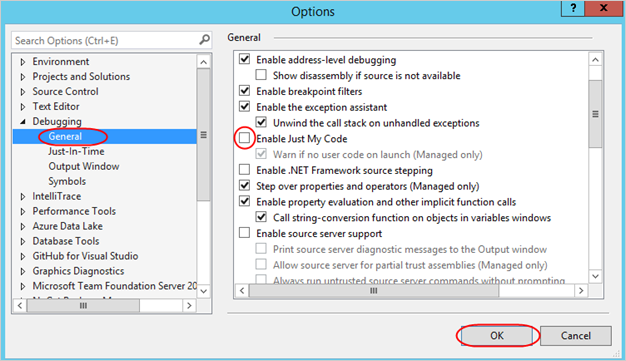 Options
?
Search Options (Ctrl+E)
Environment
Projects and Solutions
Source Control
Text Editor
Debugging
General
Just-In-Time
Output Window
Symbols
IntelliTrace
Performance Tools
Azure Data Lake
Database Tools
GitHub for Visual Studio
Graphics Diagnostics
Microsoft Team Foundation Server 20
General
Enable address-level debugging
Show disassembly if source is not available
Enable breakpoint filters
Enable the exception assistant
Unwind the call stack on unhandled exceptions
Enable Just My Code
Warn if no user code on launch (Managed only)
Enable .NET Framework source stepping
Step over properties and operators (Managed only)
Enable property evaluation and other implicit function calls
Call string-conversion function on objects in variables windows
Enable source server support
Print source server diagnostic messages to the Output window
Allow source server for partial trust assemblies (Managed only)
Always run untrusted source server commands without prompting
OK
Cancel